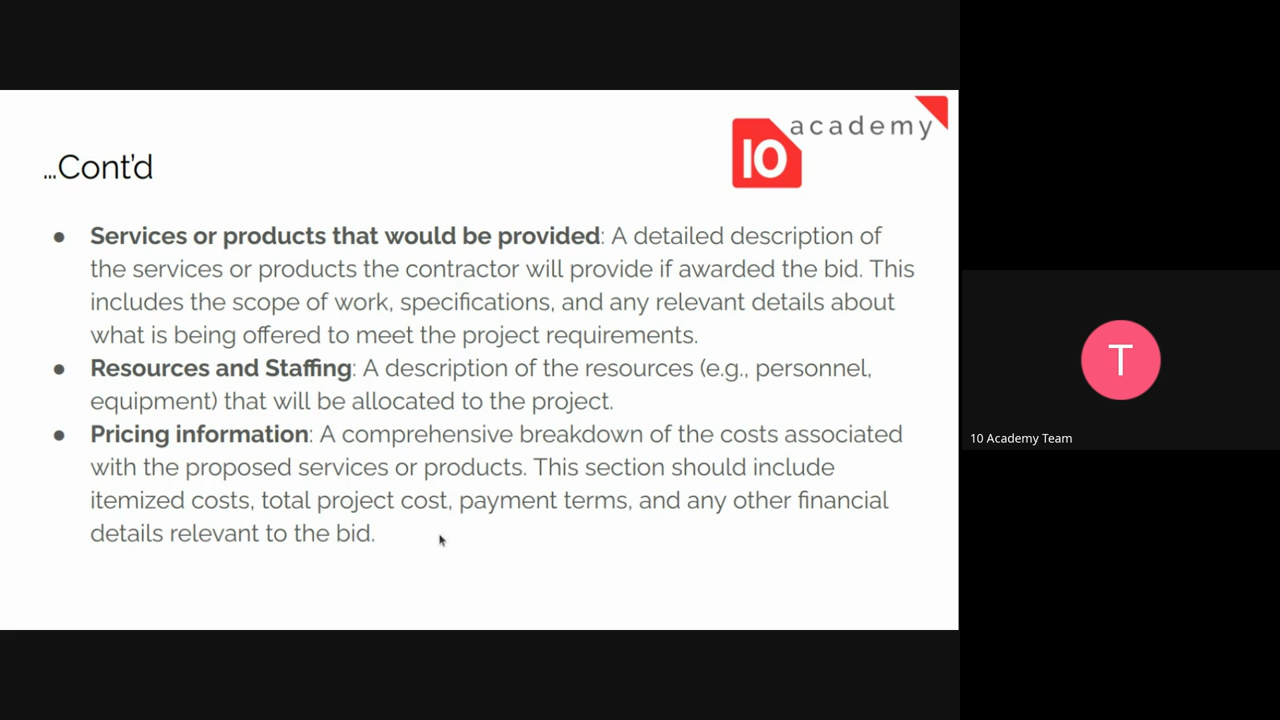 academy
10
...Cont'd
● Services or products that would be provided: A detailed description of
the services or products the contractor will provide if awarded the bid. This
includes the scope of work, specifications, and any relevant details about
what is being offered to meet the project requirements.
● Resources and Staffing: A description of the resources (e.g., personnel,
equipment) that will be allocated to the project.
● Pricing information: A comprehensive breakdown of the costs associated
with the proposed services or products. This section should include
itemized costs, total project cost, payment terms, and any other financial
details relevant to the bid.
T
10 Academy Team